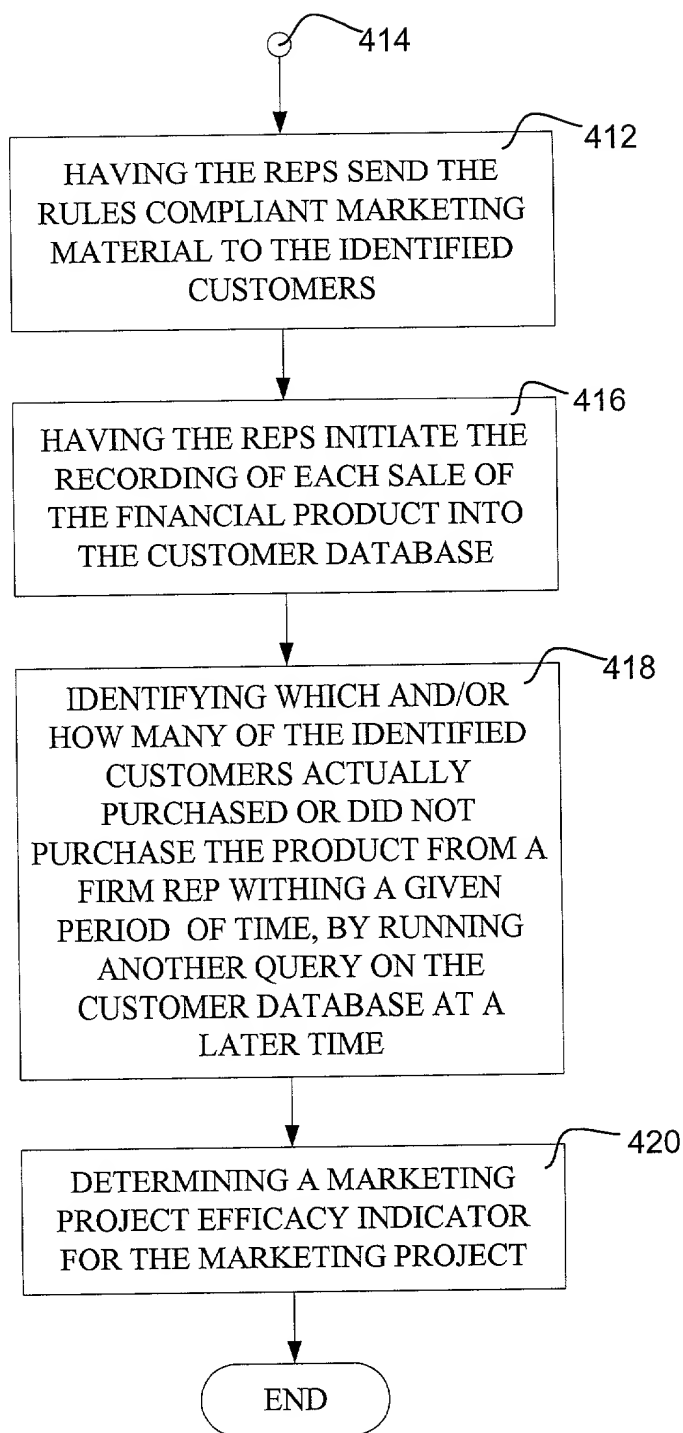 414
412
HAVING THE REPS SEND THE
RULES COMPLIANT MARKETING
MATERIAL TO THE IDENTIFIED
CUSTOMERS
416
HAVING THE REPS INITIATE THE
RECORDING OF EACH SALE OF
THE FINANCIAL PRODUCT INTO
THE CUSTOMER DATABASE
418
IDENTIFYING WHICH AND/OR
HOW MANY OF THE IDENTIFIED
CUSTOMERS ACTUALLY
PURCHASED OR DID NOT
PURCHASE THE PRODUCT FROM A
FIRM REP WITHING A GIVEN
PERIOD OF TIME, BY RUNNING
ANOTHER QUERY ON THE
CUSTOMER DATABASE AT A
LATER TIME
420
DETERMINING A MARKETING
PROJECT EFFICACY INDICATOR
FOR THE MARKETING PROJECT
END